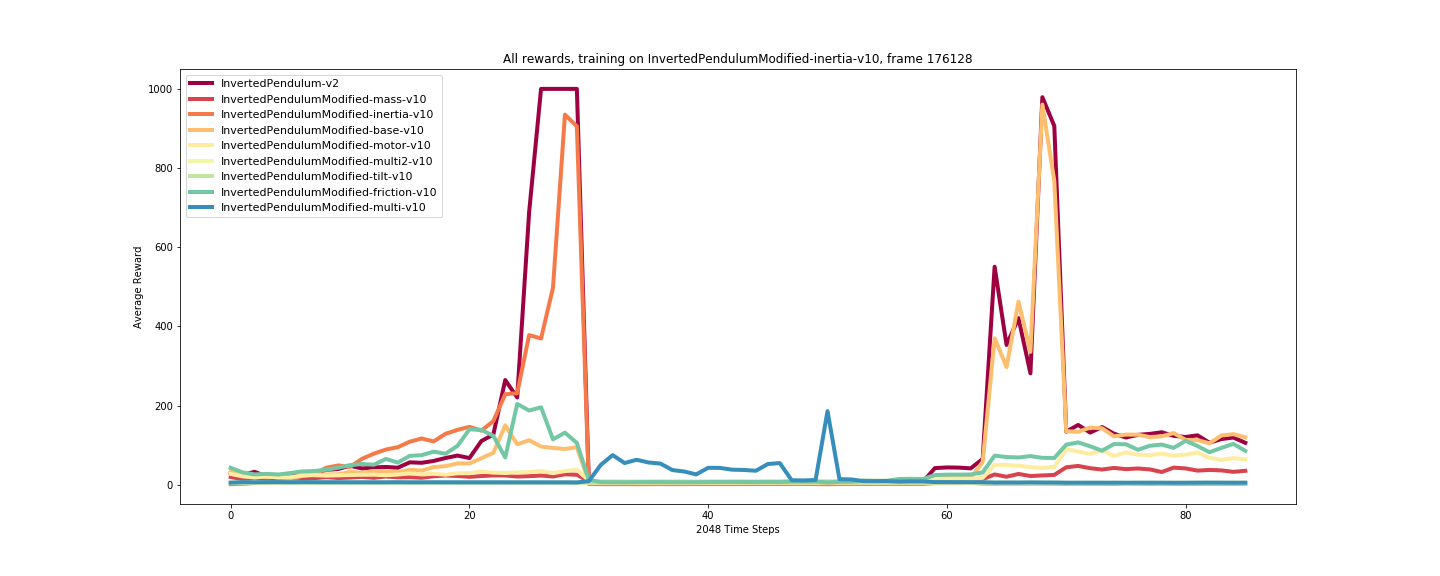 All rewards, training on InvertedPendulumModified-inertia-v10, frame 176128
InvertedPendulum-v2
InvertedPendulumModified-mass-v10
InvertedPendulumModified-inertia-v10
InvertedPendulumModified-base-v10
InvertedPendulumModified-motor-v10
InvertedPendulumModified-multi2-v10
InvertedPendulumModified-tilt-v10
InvertedPendulumModified-friction-v10
InvertedPendulumModified-multi-v10
Average Reward
1000
800
600
400
200
0
0 20 40 60 80
2048 Time Steps